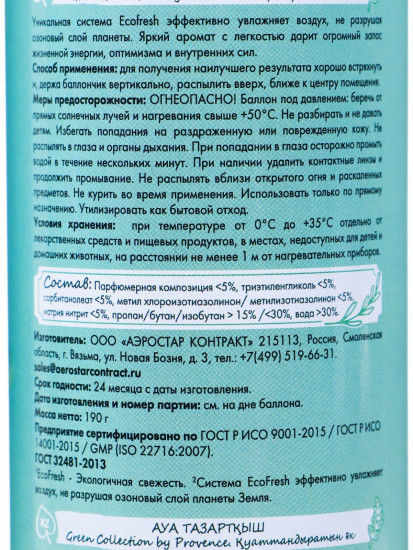 Уникальная система Ecofresh эффективно увлажняет воздух, не разрушая
озоновый слой планеты. Яркий аромат с легкостью дарит огромный запас
жизненной энергии, оптимизма и внутренних сил.
Способ применения: для получения наилучшего результата хорошо встряхнуть
и, держа баллончик вертикально, распылить вверх, ближе к центру помещения.
Меры предосторожности: ОГНЕОПАСНО! Баллон под давлением: беречь от
прямых солнечных лучей и нагревания свыше +50°С. Не разбирать и не давать
детям. Избегать попадания на раздраженную или поврежденную кожу. Не
распылять в глаза и органы дыхания. При попадании в глаза осторожно промыть
водой в течение нескольких минут. При наличии удалить контактные линзы и
продолжить промывание. Не распылять вблизи открытого огня и раскаленных
предметов. Не курить во время применения. Использовать только по прямому
назначению. Утилизировать как бытовой отход.
Условия хранения: при температуре от 0°С до +35°С отдельно от
лекарственных средств и пищевых продуктов, в местах, недоступных для детей и
домашних животных, на расстоянии не менее 1 м от нагревательных приборов.
Состав: Парфюмерная композиция <5%, триэтиленгликоль <5%,
сорбитанолеат <5%, метил хлороизотиазолинон/ метилизотиазолинон <5%,
натрия нитрит <5%, пропан/бутан/изобутан > 15% /<30%, вода >30%.
Изготовитель: ООО «АЭРОСТАР КОНТРАКТ» 215113, Россия, Смоленская
обл., г. Вязьма, ул. Новая Бозня, д. 3, тел.: +7(499) 519-66-31.
sales@aerostarcontract.ru
Срок годности: 24 месяца с даты изготовления.
Дата изготовления и номер партии: см. на дне баллона.
Масса нетто: 190 г
Предприятие сертифицировано по ГОСТ Р ИСО 9001-2015 / ГОСТ Р ИСО
14001-2015 / GMP (ISO 22716:2007).
ГОСТ 32481-2013
¹EcoFresh - Экологичная свежесть. ²Система EcoFresh эффективно увлажняет
воздух, не разрушая озоновый слой планеты Земля.
KZ
АУА ТАЗАРТҚЫШ
Green Collection by Provence. Қуаттандыратын әк